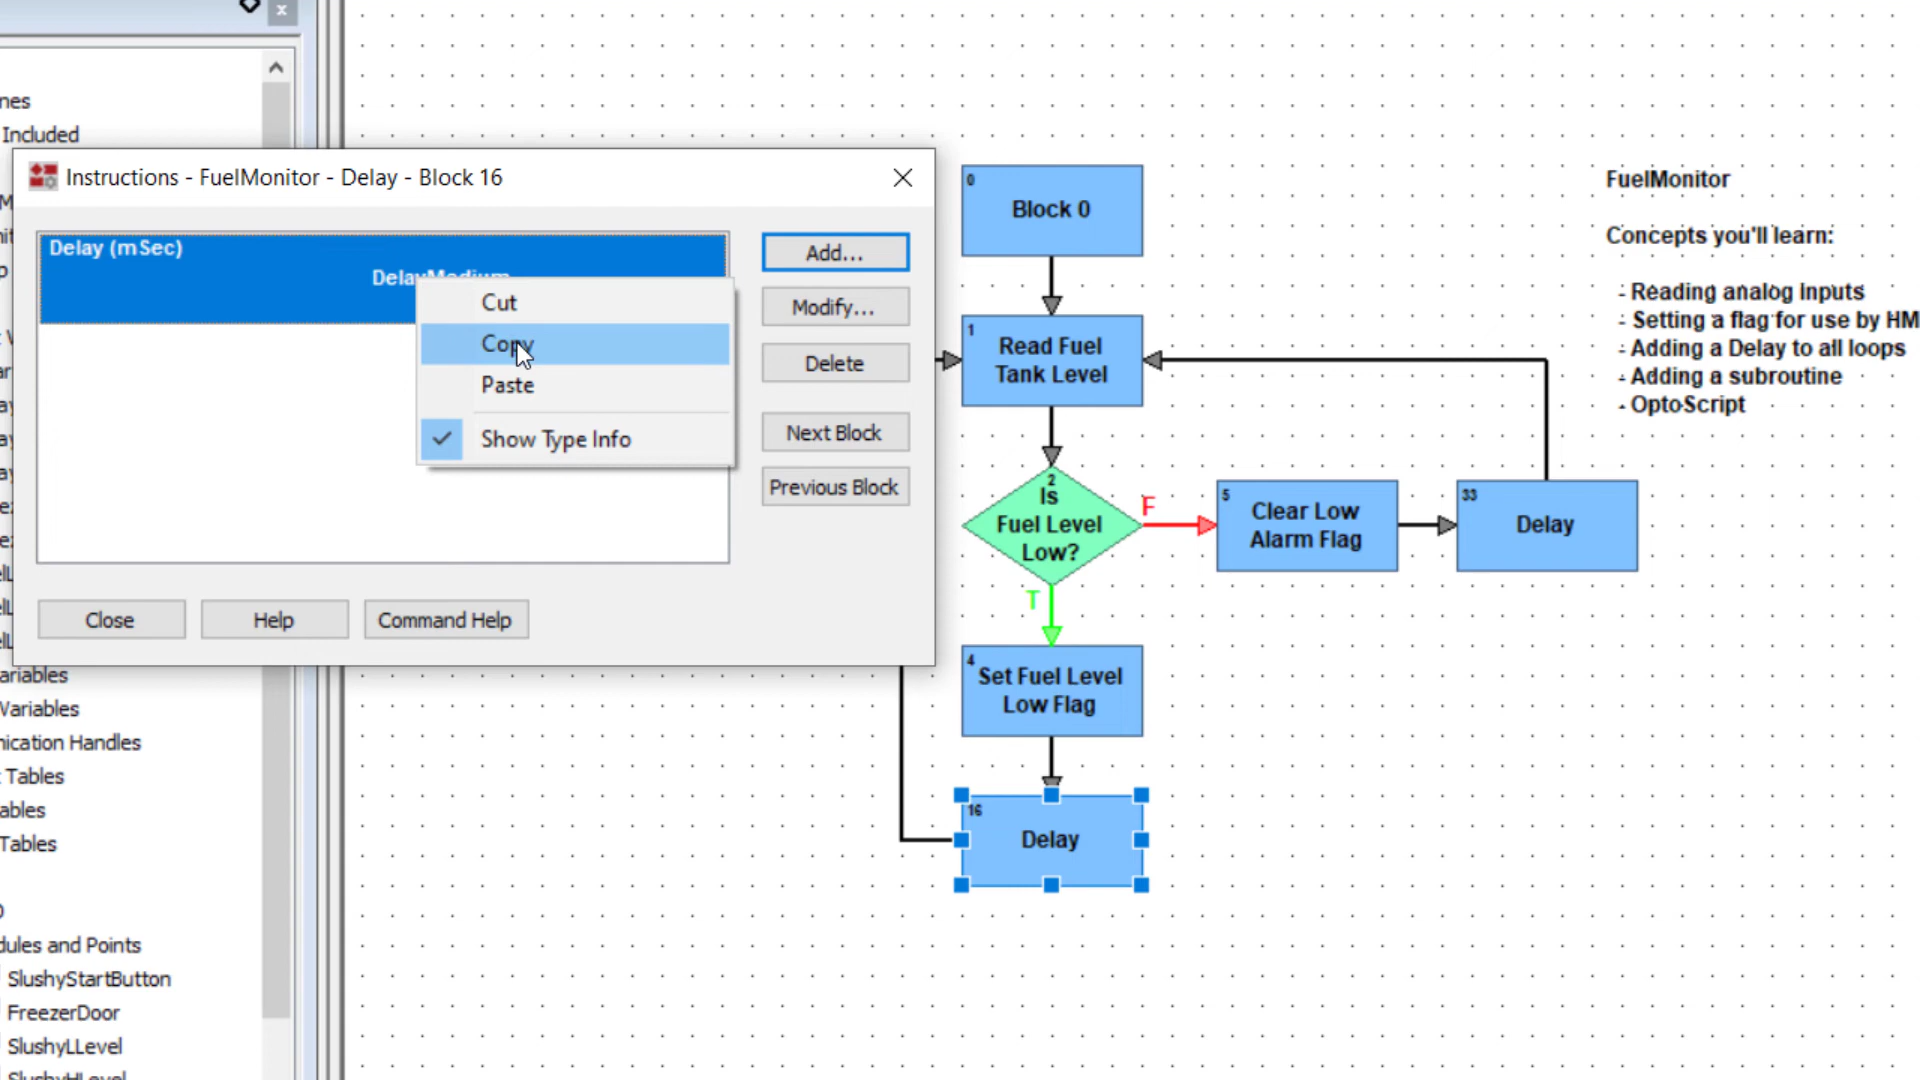 nes
Included
Instructions - FuelMonitor - Delay - Block 16
Delay (mSec)
DelayMedium
Cut
Copy
Paste
Show Type Info
Add...
Modify...
Delete
Next Block
Previous Block
Close
Help
Command Help
ariables
Variables
nication Handles
Tables
ables
Tables
dules and Points
SlushyStartButton
FreezerDoor
SlushyLLevel
SlushyHLevel
0
Block 0
1
Read Fuel
Tank Level
2
Is
Fuel Level
Low?
F
T
5
Clear Low
Alarm Flag
33
Delay
4
Set Fuel Level
Low Flag
16
Delay
FuelMonitor
Concepts you'll learn:
- Reading analog inputs
- Setting a flag for use by HM
- Adding a Delay to all loops
- Adding a subroutine
- OptoScript